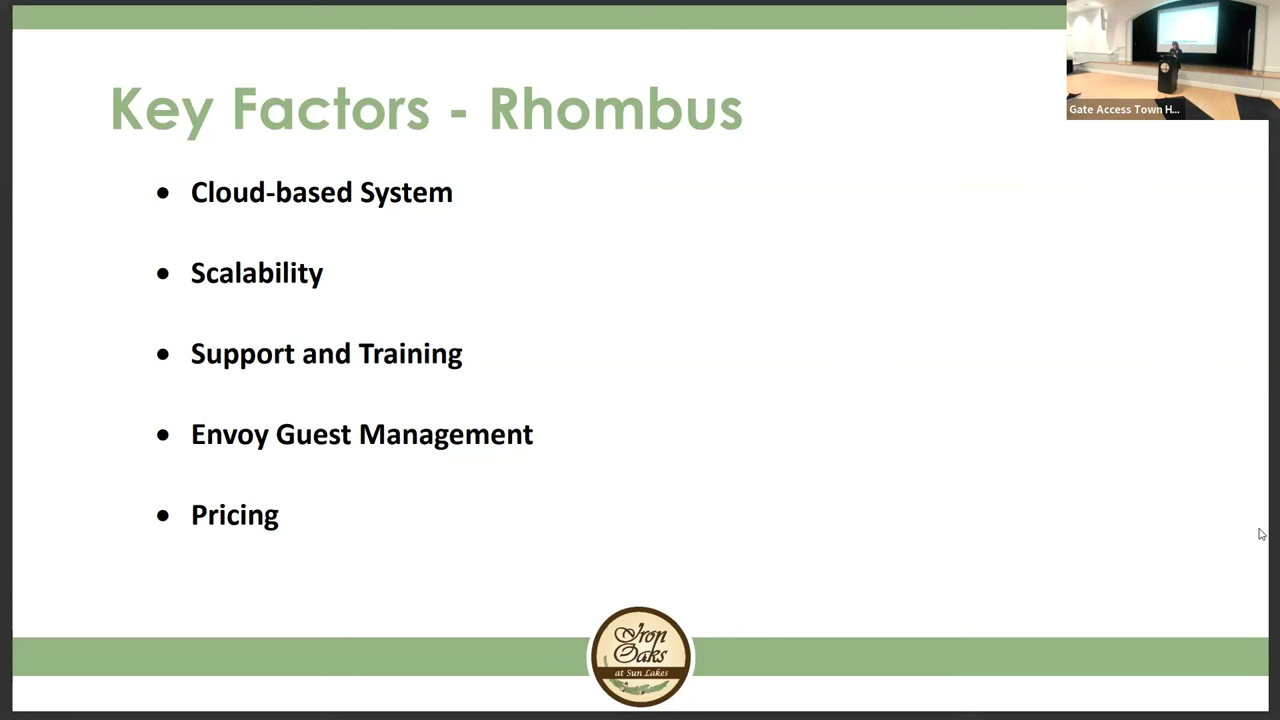 Key Factors - Rhombus
Gate Access Town H...
• Cloud-based System
• Scalability
• Support and Training
• Envoy Guest Management
• Pricing
Iron
Oaks
at Sun Lakes